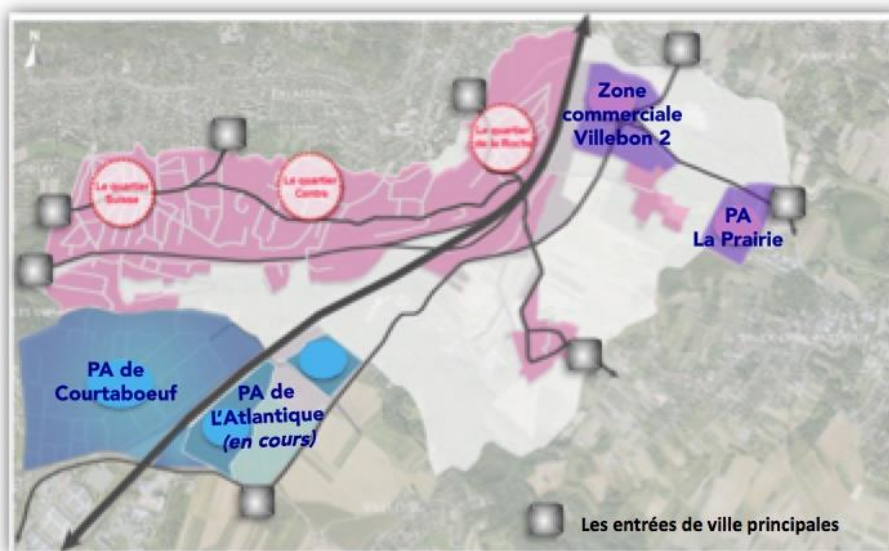 N
Zone
commerciale
Villebon 2
Le quartier
de la Roche
Le quartier
Suisse
Le quartier
Centre
PA
La Prairie
PA de
Courtaboeuf
PA de
L'Atlantique
(en cours)
Les entrées de ville principales